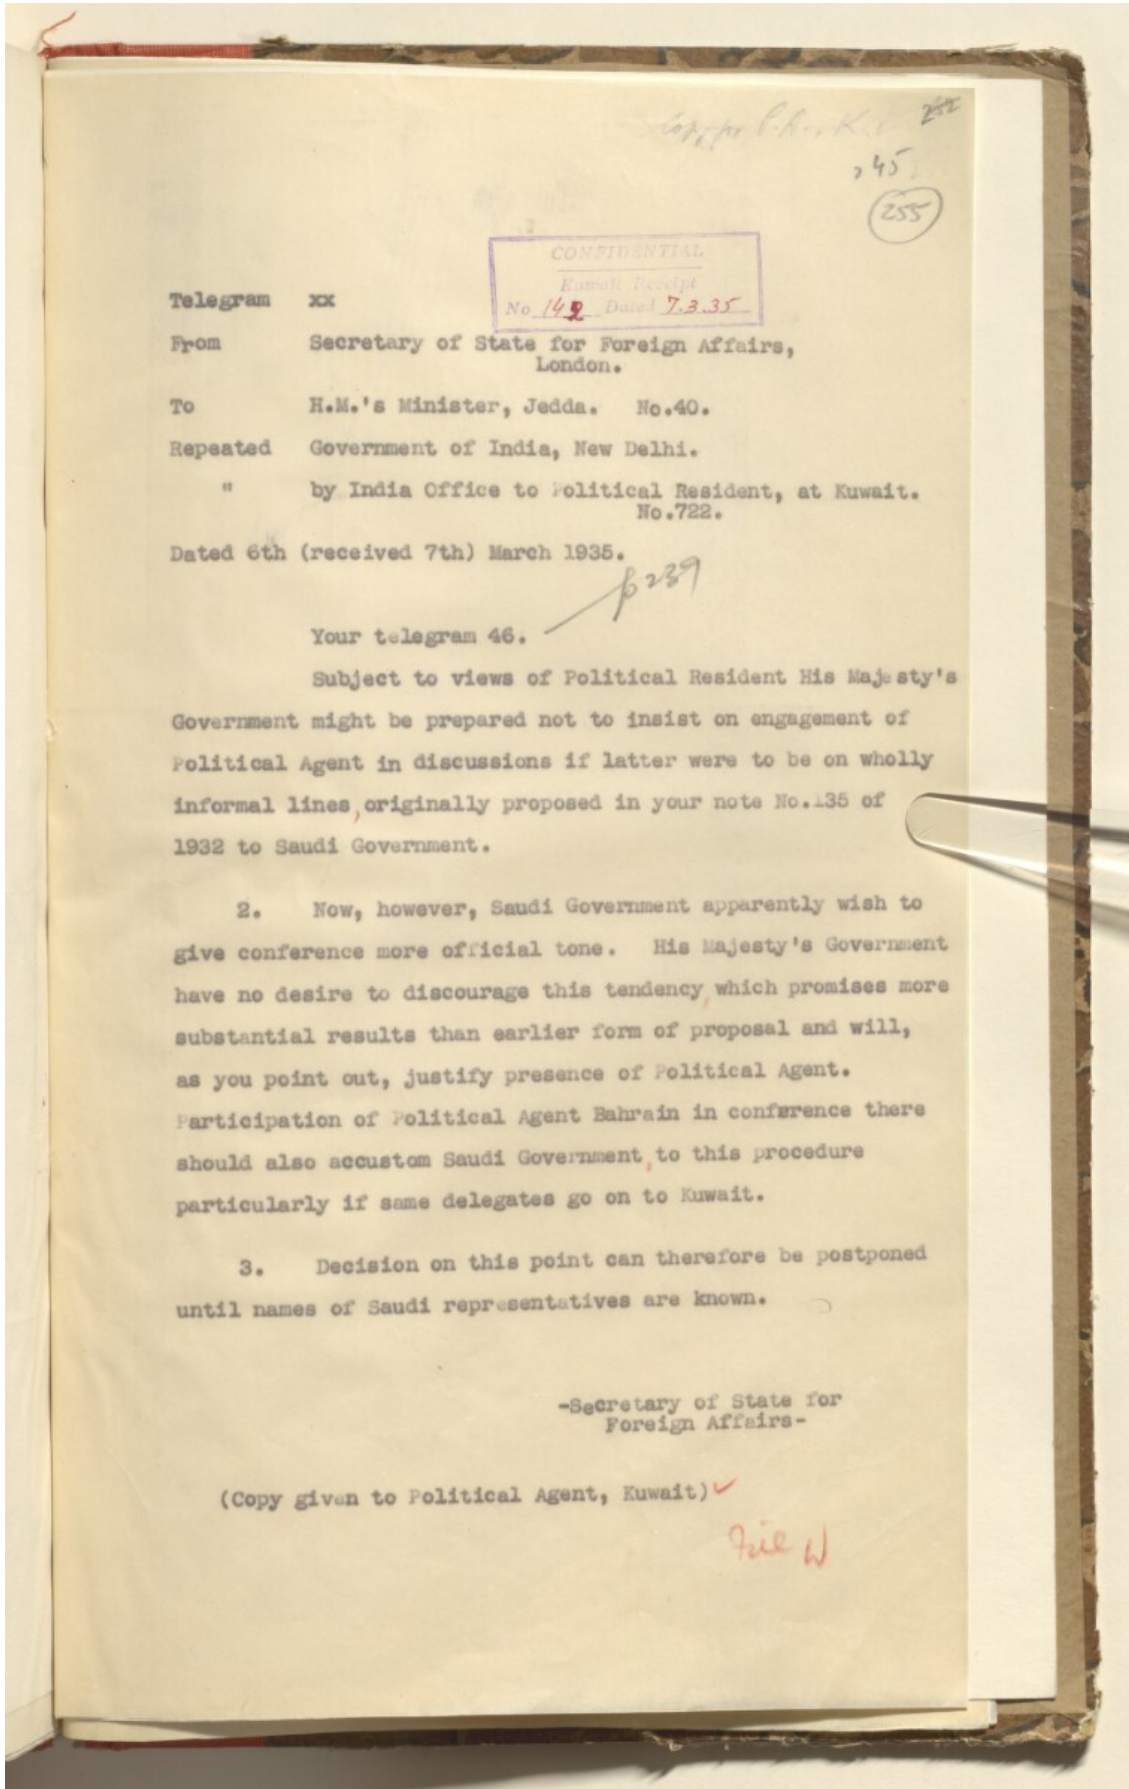 245
255
CONFIDENTIAL
Kuwait Receipt
No 149 Dated 7.3.35
Telegram xx
From Secretary of State for Foreign Affairs,
London.
To H.M.'s Minister, Jedda. No.40.
Repeated Government of India, New Delhi.
" by India Office to Political Resident, at Kuwait.
No.722.
Dated 6th (received 7th) March 1935.
p 239
Your telegram 46.
Subject to views of Political Resident His Majesty's
Government might be prepared not to insist on engagement of
Political Agent in discussions if latter were to be on wholly
informal lines, originally proposed in your note No.135 of
1932 to Saudi Government.
2. Now, however, Saudi Government apparently wish to
give conference more official tone. His Majesty's Government
have no desire to discourage this tendency, which promises more
substantial results than earlier form of proposal and will,
as you point out, justify presence of Political Agent.
Participation of Political Agent Bahrain in conference there
should also accustom Saudi Government, to this procedure
particularly if same delegates go on to Kuwait.
3. Decision on this point can therefore be postponed
until names of Saudi representatives are known.
-Secretary of State for
Foreign Affairs-
(Copy given to Political Agent, Kuwait)
File W